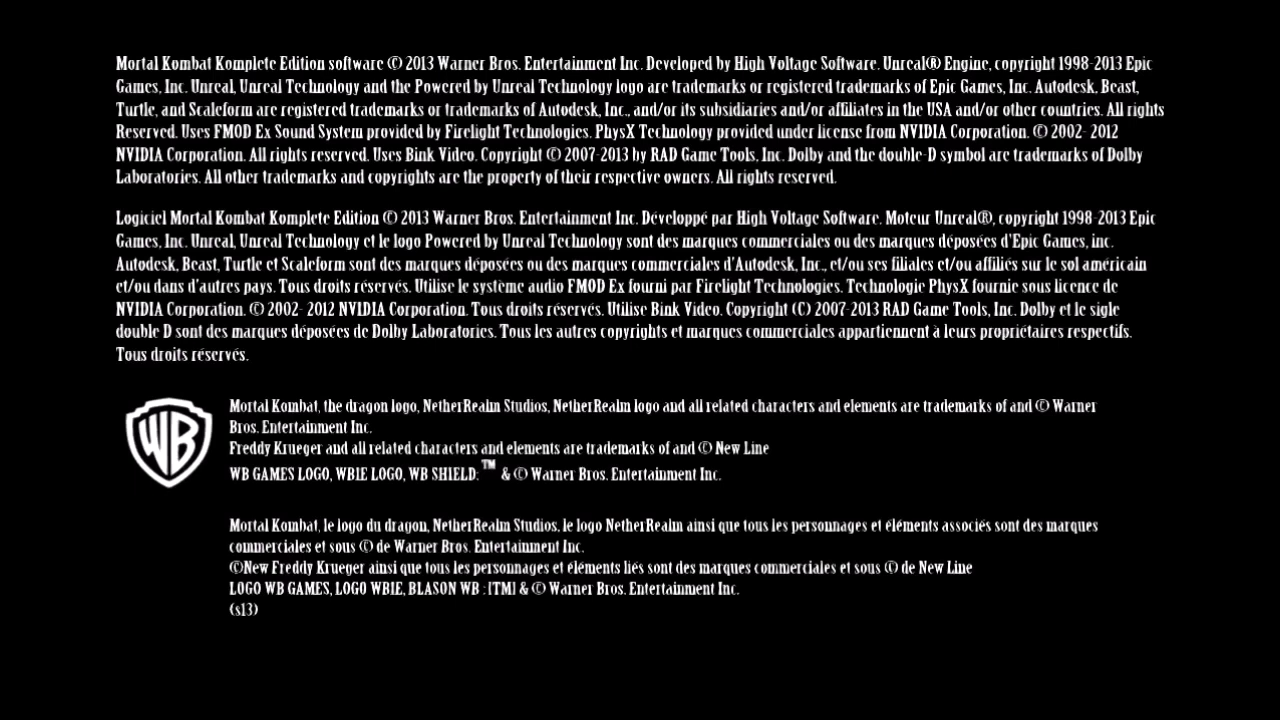 Mortal Kombat Komplete Edition software © 2013 Warner Bros. Entertainment Inc. Developed by High Voltage Software. Unreal® Engine, copyright 1998-2013 Epic
Games, Inc. Unreal, Unreal Technology and the Powered by Unreal Technology logo are trademarks or registered trademarks of Epic Games, Inc. Autodesk, Beast,
Turtle, and Scaleform are registered trademarks or trademarks of Autodesk, Inc., and/or its subsidiaries and/or affiliates in the USA and/or other countries. All rights
Reserved. Uses FMOD Ex Sound System provided by Firelight Technologies. PhysX Technology provided under license from NVIDIA Corporation. © 2002- 2012
NVIDIA Corporation. All rights reserved. Uses Bink Video. Copyright © 2007-2013 by RAD Game Tools, Inc. Dolby and the double-D symbol are trademarks of Dolby
Laboratories. All other trademarks and copyrights are the property of their respective owners. All rights reserved.
Logiciel Mortal Kombat Komplete Edition © 2013 Warner Bros. Entertainment Inc. Développé par High Voltage Software. Moteur Unreal®, copyright 1998-2013 Epic
Games, Inc. Unreal, Unreal Technology et le logo Powered by Unreal Technology sont des marques commerciales ou des marques déposées d'Epic Games, inc.
Autodesk, Beast, Turtle et Scaleform sont des marques déposées ou des marques commerciales d'Autodesk, Inc., et/ou ses filiales et/ou affiliés sur le sol américain
et/ou dans d'autres pays. Tous droits réservés. Utilise le système audio FMOD Ex fourni par Firelight Technologies. Technologie PhysX fournie sous licence de
NVIDIA Corporation. © 2002- 2012 NVIDIA Corporation. Tous droits réservés. Utilise Bink Video. Copyright (C) 2007-2013 RAD Game Tools, Inc. Dolby et le sigle
double D sont des marques déposées de Dolby Laboratories. Tous les autres copyrights et marques commerciales appartiennent à leurs propriétaires respectifs.
Tous droits réservés.
WB
Mortal Kombat, the dragon logo, NetherRealm Studios, NetherRealm logo and all related characters and elements are trademarks of and © Warner
Bros. Entertainment Inc.
Freddy Krueger and all related characters and elements are trademarks of and © New Line
WB GAMES LOGO, WBIE LOGO, WB SHIELD: ™ & © Warner Bros. Entertainment Inc.
Mortal Kombat, le logo du dragon, NetherRealm Studios, le logo NetherRealm ainsi que tous les personnages et éléments associés sont des marques
commerciales et sous © de Warner Bros. Entertainment Inc.
©New Freddy Krueger ainsi que tous les personnages et éléments liés sont des marques commerciales et sous © de New Line
LOGO WB GAMES, LOGO WBIE, BLASON WB : [TM] & © Warner Bros. Entertainment Inc.
(s13)